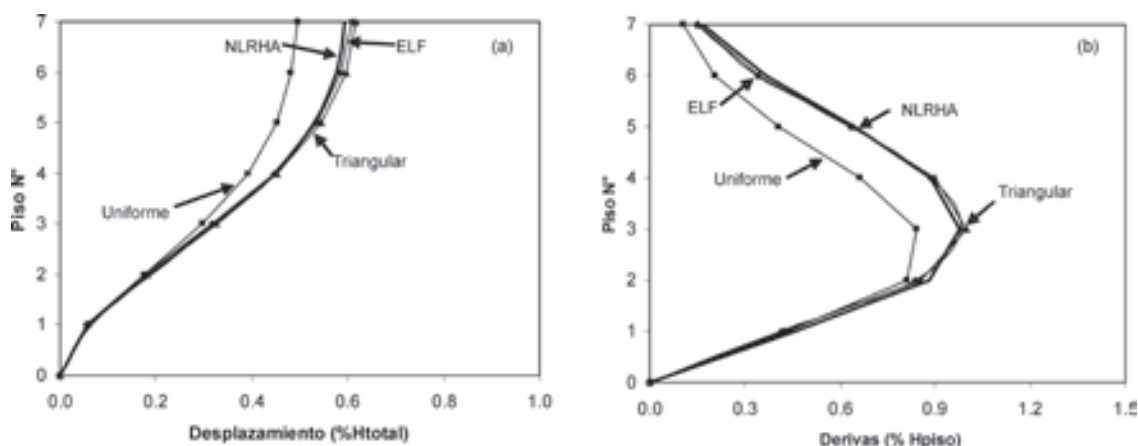 (a)
NLRHA
ELF
Triangular
Uniforme
Piso N°
7
6
5
4
3
2
1
0
0.0 0.2 0.4 0.6 0.8 1.0
Desplazamiento (%Htotal)
(b)
ELF
NLRHA
Uniforme
Triangular
Piso N°
7
6
5
4
3
2
1
0
0.0 0.3 0.6 0.9 1.2 1.5
Derivas (% Hpiso)